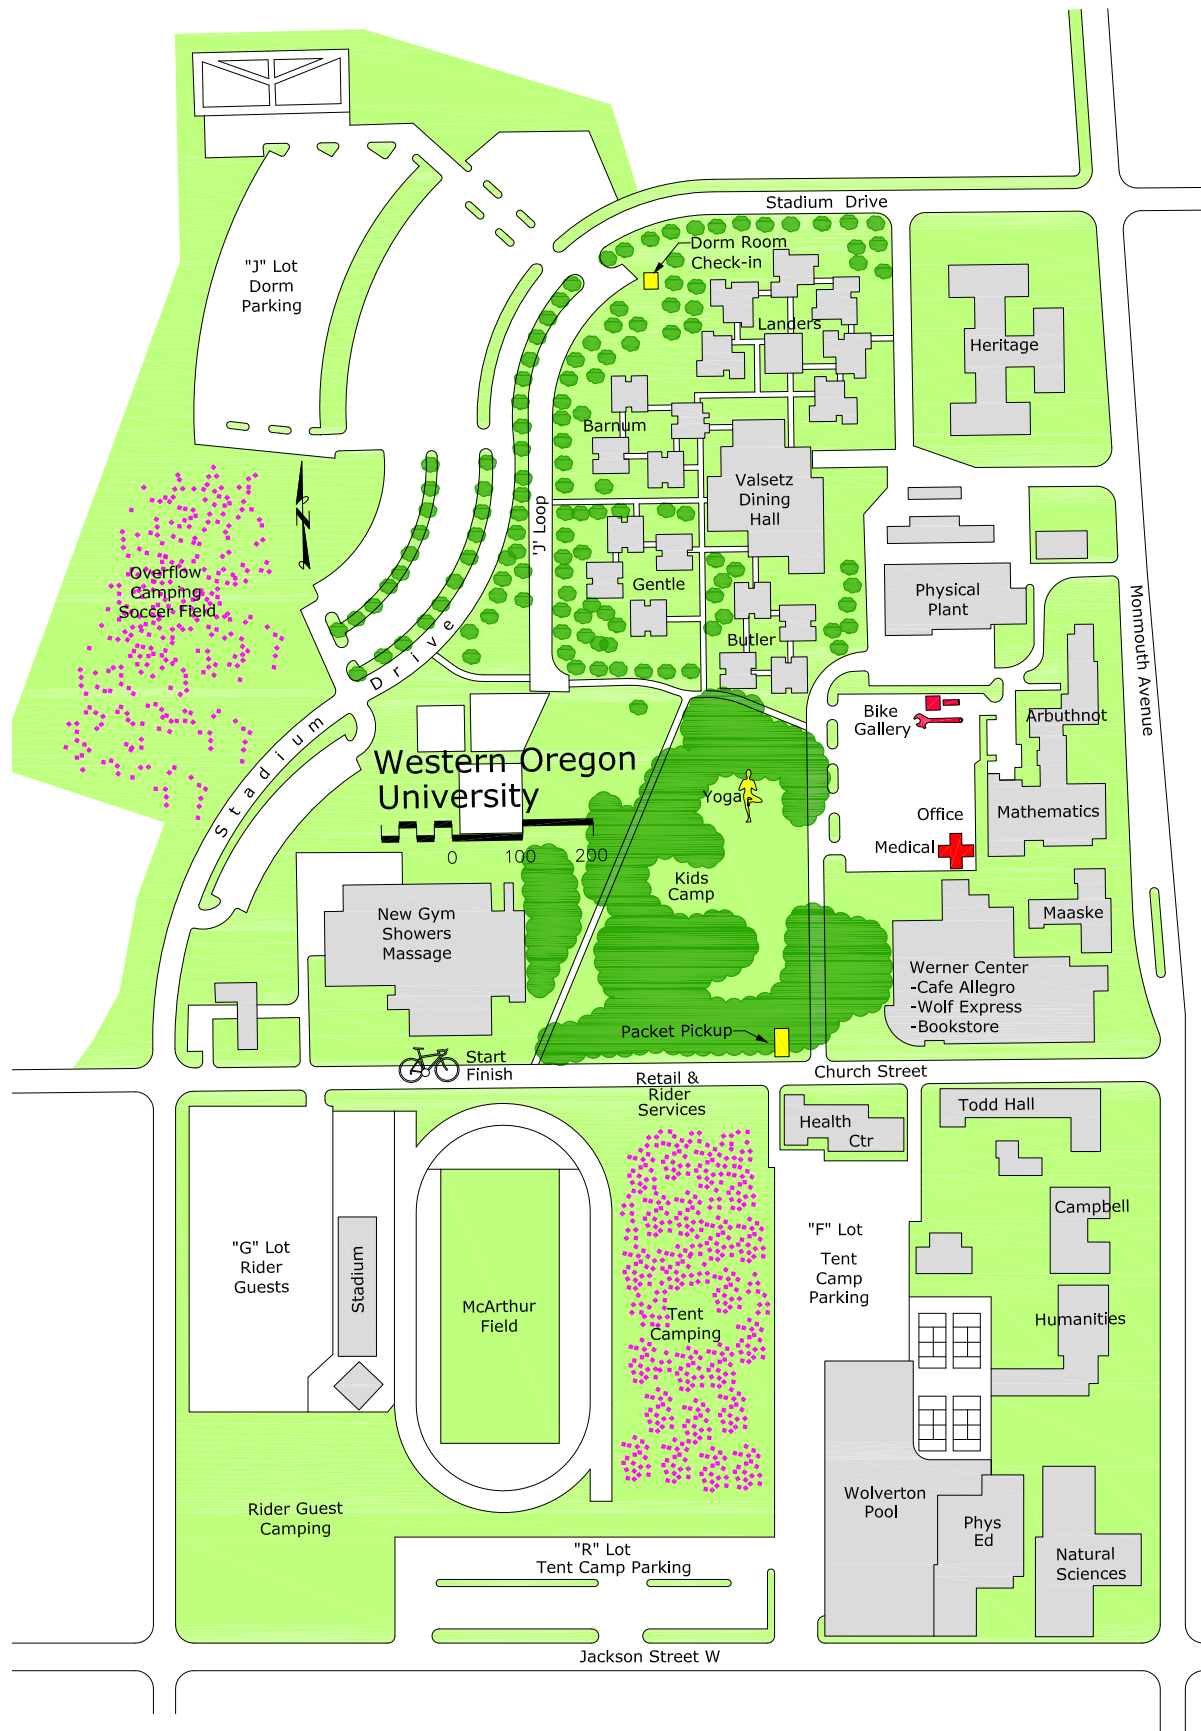 Stadium Drive
Dorm Room
Check-in
"J" Lot
Dorm
Parking
Landers
Heritage
Barnum
Valsetz
Dining
Hall
'J' Loop
N
Overflow
Camping
Soccer Field
Gentle
Physical
Plant
Butler
Monmouth Avenue
Stadium Drive
Bike
Gallery
Arbuthnot
Western Oregon
University
Yoga
Office
Mathematics
Medical
0 100 200
Kids
Camp
New Gym
Showers
Massage
Maaske
Werner Center
-Cafe Allegro
-Wolf Express
-Bookstore
Packet Pickup
Start
Finish
Church Street
Retail &
Rider
Services
Health
Ctr
Todd Hall
Campbell
"F" Lot
Tent
Camp
Parking
"G" Lot
Rider
Guests
Stadium
McArthur
Field
Tent
Camping
Humanities
Wolverton
Pool
Rider Guest
Camping
Phys
Ed
"R" Lot
Tent Camp Parking
Natural
Sciences
Jackson Street W